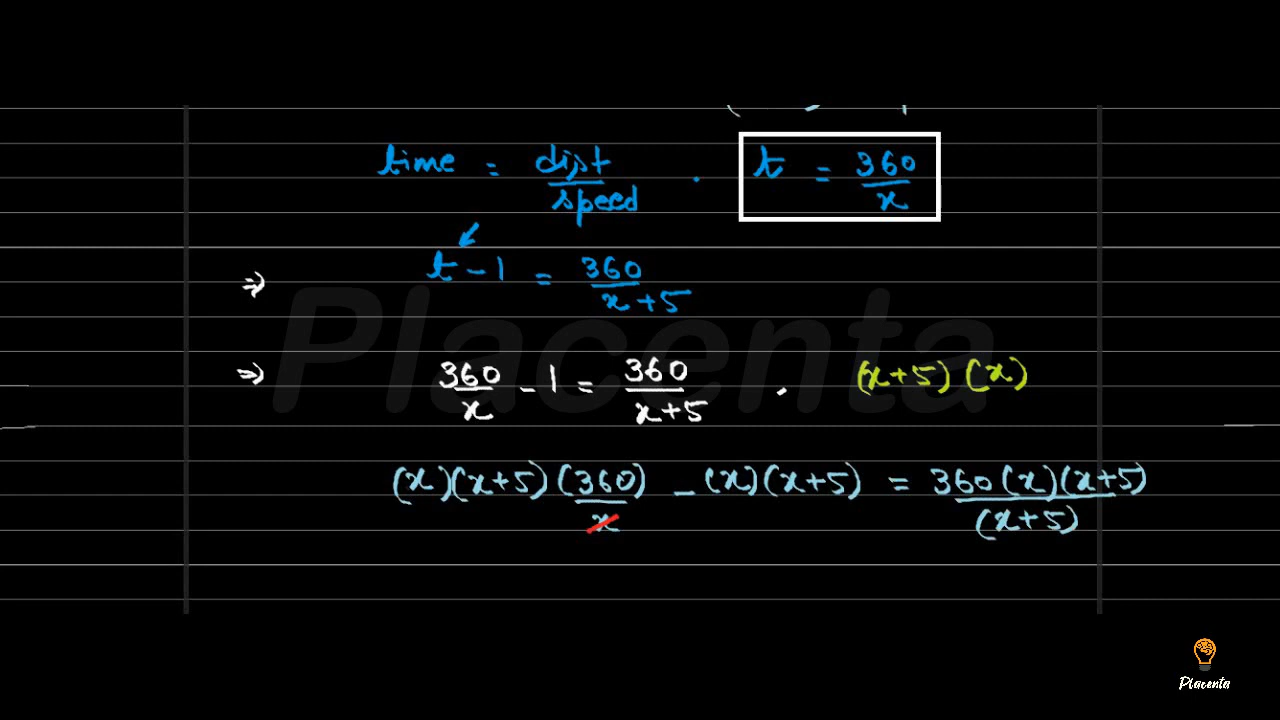 time = dist/speed . t = 360/x
⇒ t - 1 = 360/x+5
⇒ 360/x - 1 = 360/x+5 . (x+5)(x)
(x)(x+5)(360)/x - (x)(x+5) = 360(x)(x+5)/(x+5)
Placenta
Placenta